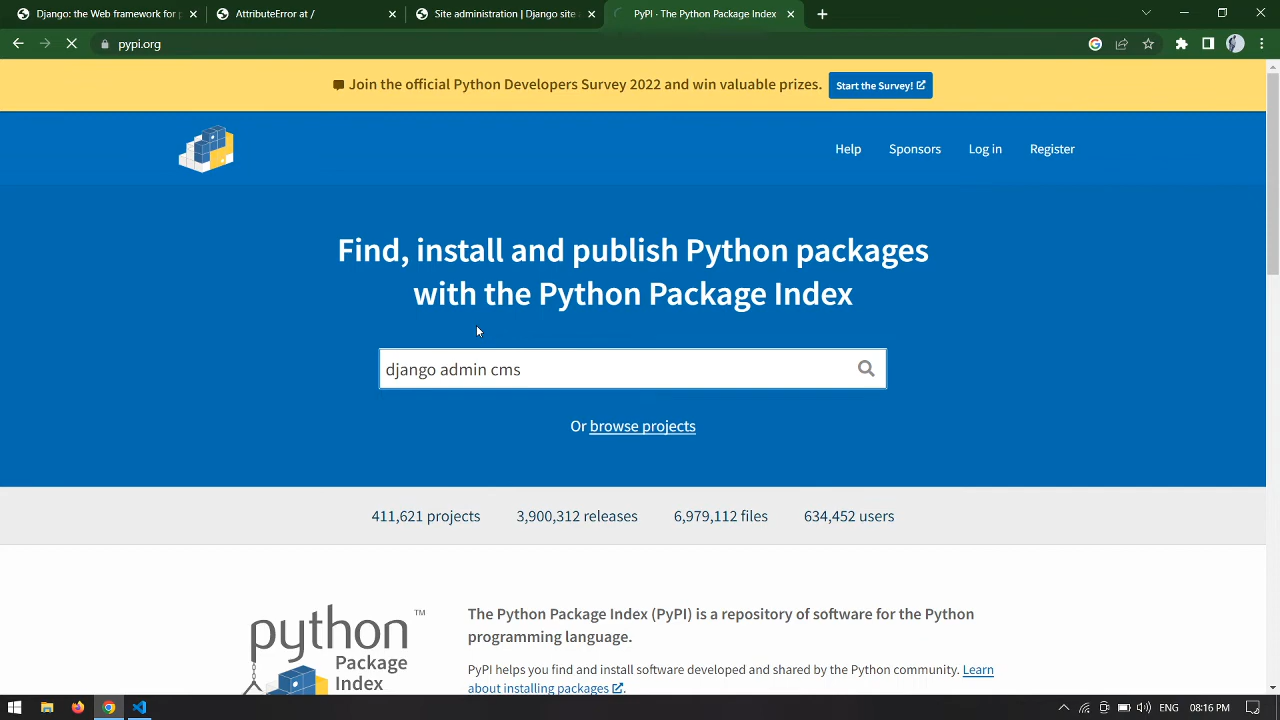 Django: the Web framework for
AttributeError at /
Site administration | Django site
PyPI · The Python Package Index
pypi.org
Join the official Python Developers Survey 2022 and win valuable prizes.
Start the Survey!
Help
Sponsors
Log in
Register
Find, install and publish Python packages
with the Python Package Index
django admin cms
Or browse projects
411,621 projects
3,900,312 releases
6,979,112 files
634,452 users
python TM
Package
Index
The Python Package Index (PyPI) is a repository of software for the Python
programming language.
PyPI helps you find and install software developed and shared by the Python community. Learn
about installing packages.
ENG
08:16 PM